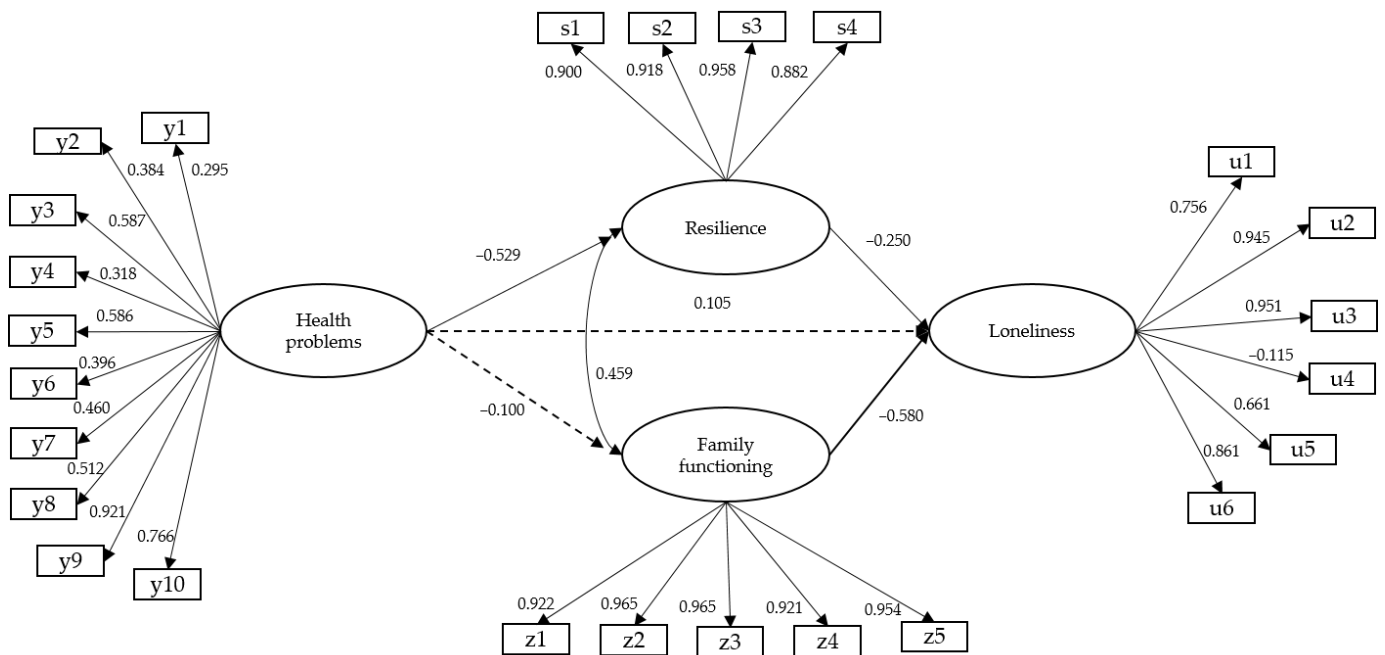 s1
s2
s3
s4
0.900
0.918
0.958
0.882
y1
y2
0.384
0.295
y3
0.587
y4
0.318
y5
0.586
y6
0.396
y7
0.460
y8
0.512
y9
0.921
y10
0.766
Health
problems
Resilience
Family
functioning
Loneliness
–0.529
–0.250
0.105
0.459
–0.100
–0.580
u1
0.756
u2
0.945
u3
0.951
u4
–0.115
u5
0.661
u6
0.861
0.922
0.965
0.965
0.921
0.954
z1
z2
z3
z4
z5